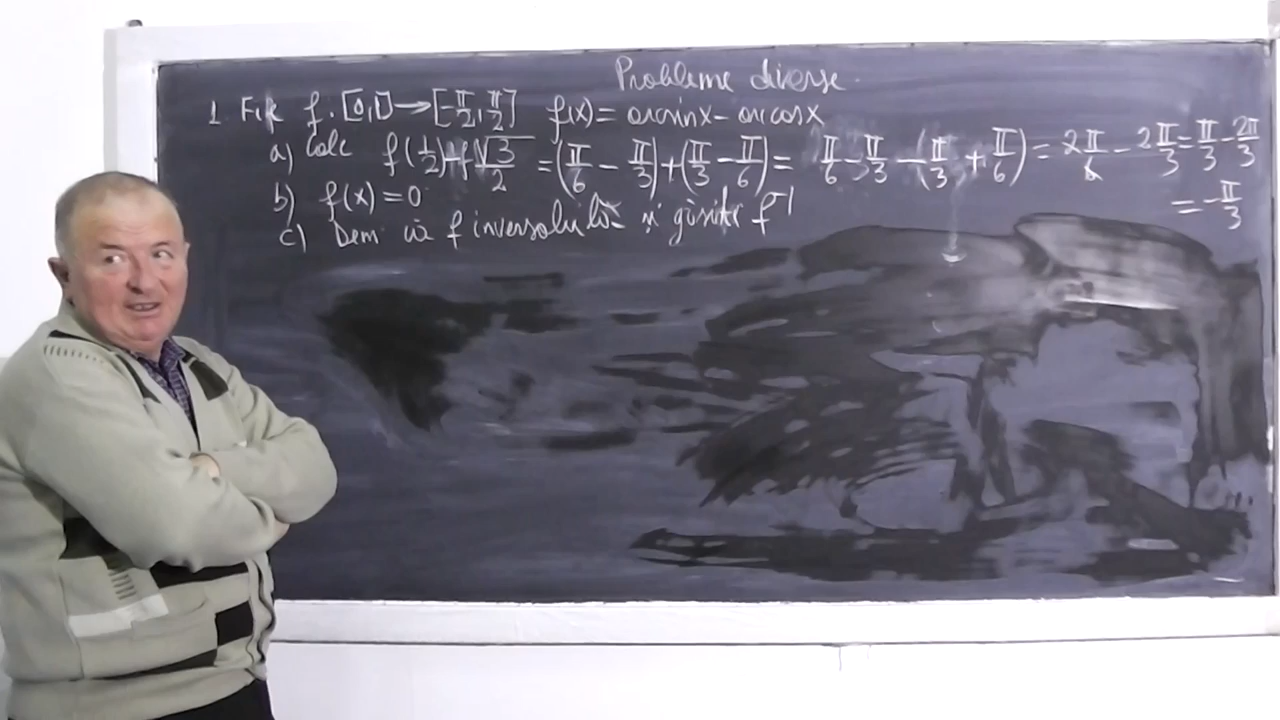 Probleme diverse
1. Fie f: [0,1] → [-π/2, π/2] f(x) = arcsin x - arccos x
a) Calc f(1/2) - f √3/2 = (π/6 - π/3) + (π/3 - π/6) = π/6 - π/3 - (π/3 + π/6) = 2π/6 - 2π/3 = π/3 - 2π/3
= -π/3
b) f(x) = 0
c) Dem că f inversabilă și găsiti f⁻¹